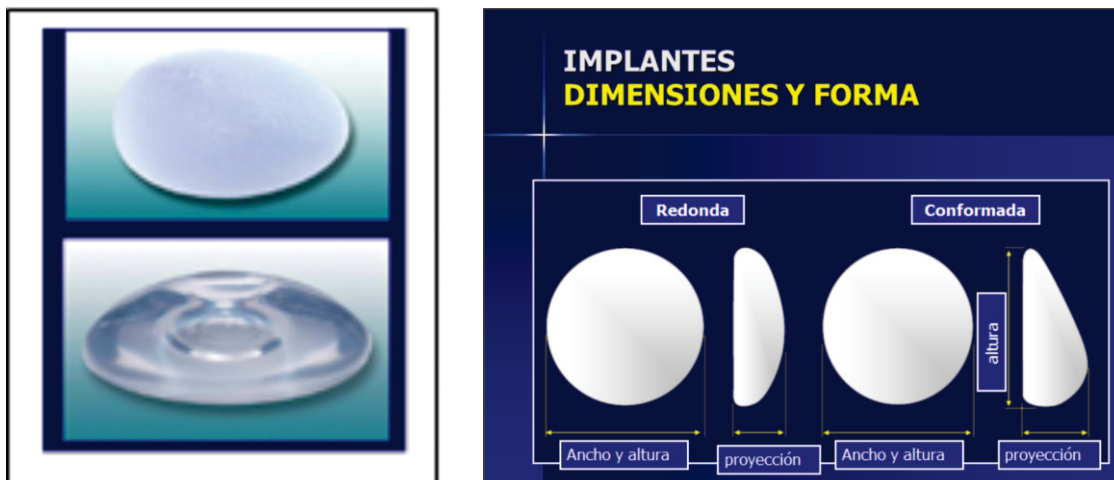 IMPLANTES
DIMENSIONES Y FORMA
Redonda
Conformada
altura
Ancho y altura
proyección
Ancho y altura
proyección